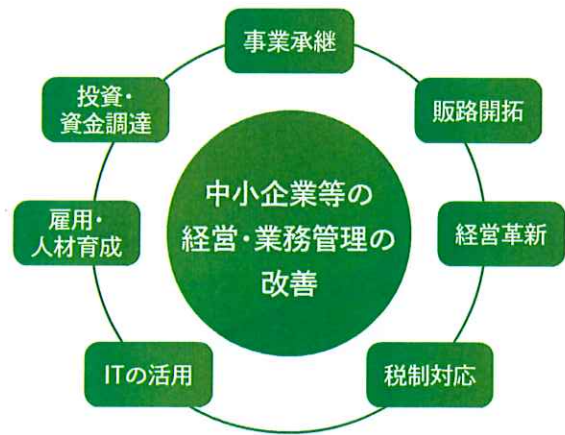 事業承継
販路開拓
経営革新
税制対応
ITの活用
雇用・
人材育成
投資・
資金調達
中小企業等の
経営・業務管理の
改善